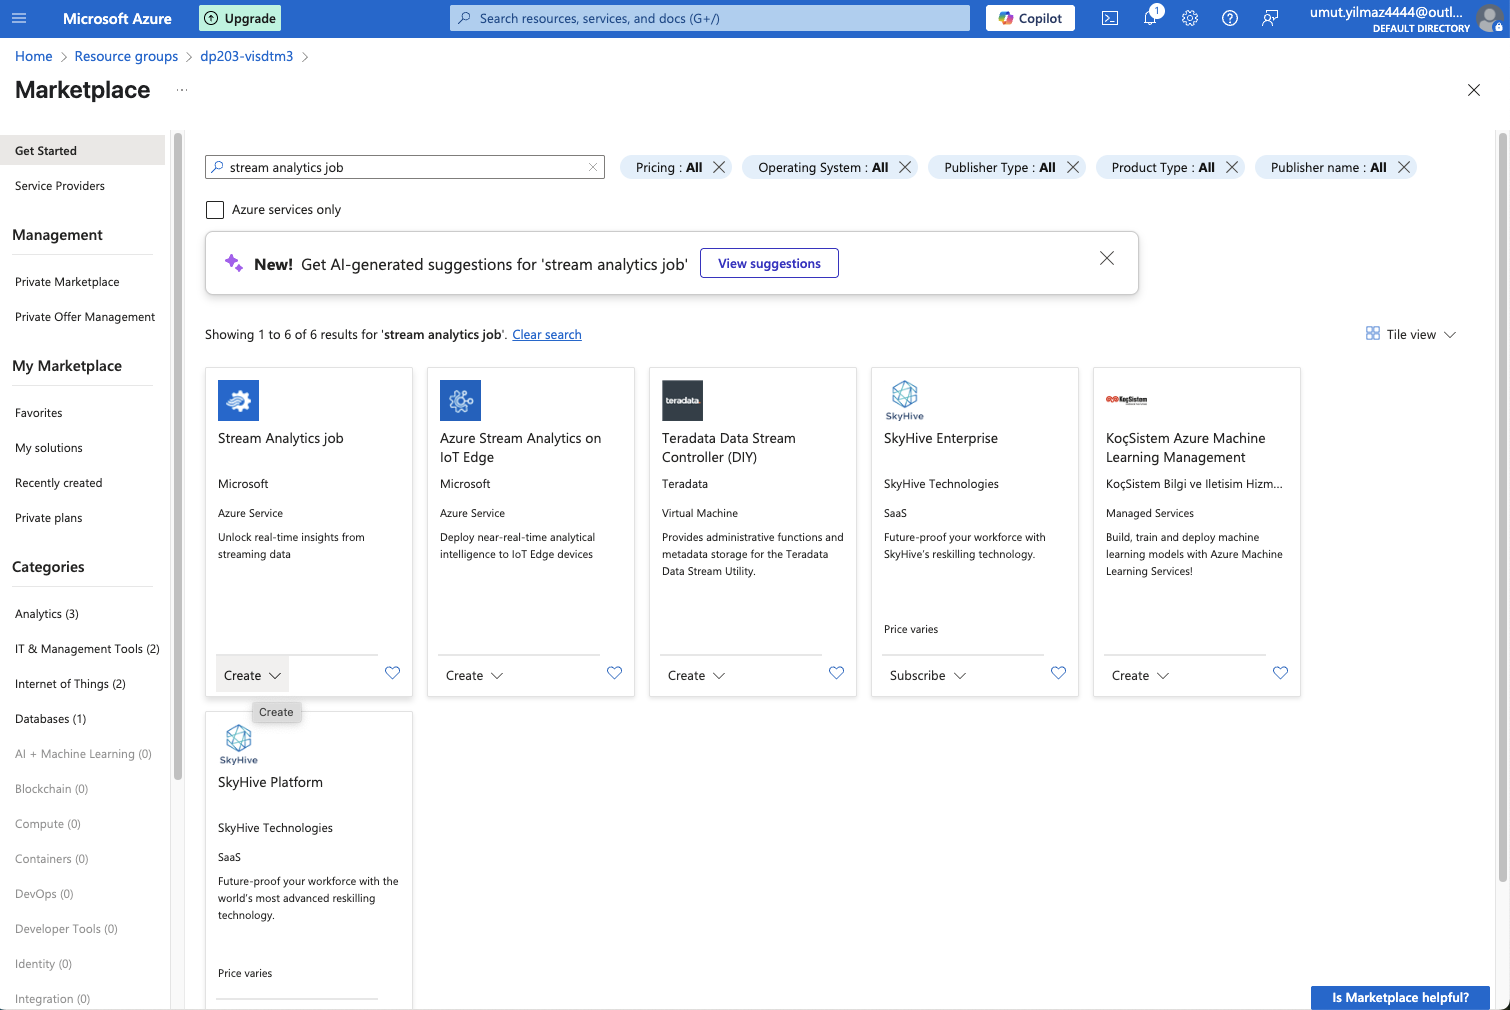 Microsoft Azure
Upgrade
Search resources, services, and docs (G+/)
Copilot
1
umut.yilmaz4444@outl...
DEFAULT DIRECTORY
Home > Resource groups > dp203-visdtm3 >
Marketplace ...
Get Started
Service Providers
Management
Private Marketplace
Private Offer Management
My Marketplace
Favorites
My solutions
Recently created
Private plans
Categories
Analytics (3)
IT & Management Tools (2)
Internet of Things (2)
Databases (1)
AI + Machine Learning (0)
Blockchain (0)
Compute (0)
Containers (0)
DevOps (0)
Developer Tools (0)
Identity (0)
Integration (0)
stream analytics job
Pricing : All
Operating System : All
Publisher Type : All
Product Type : All
Publisher name : All
Azure services only
New! Get AI-generated suggestions for 'stream analytics job'
View suggestions
Showing 1 to 6 of 6 results for 'stream analytics job'. Clear search
Tile view
Stream Analytics job
Microsoft
Azure Service
Unlock real-time insights from
streaming data
Create
Create
Azure Stream Analytics on
IoT Edge
Microsoft
Azure Service
Deploy near-real-time analytical
intelligence to IoT Edge devices
Create
teradata.
Teradata Data Stream
Controller (DIY)
Teradata
Virtual Machine
Provides administrative functions and
metadata storage for the Teradata
Data Stream Utility.
Create
SkyHive
SkyHive Enterprise
SkyHive Technologies
SaaS
Future-proof your workforce with
SkyHive's reskilling technology.
Price varies
Subscribe
KoçSistem
KoçSistem Azure Machine
Learning Management
KoçSistem Bilgi ve Iletisim Hizm...
Managed Services
Build, train and deploy machine
learning models with Azure Machine
Learning Services!
Create
SkyHive
SkyHive Platform
SkyHive Technologies
SaaS
Future-proof your workforce with the
world's most advanced reskilling
technology.
Price varies
Is Marketplace helpful?